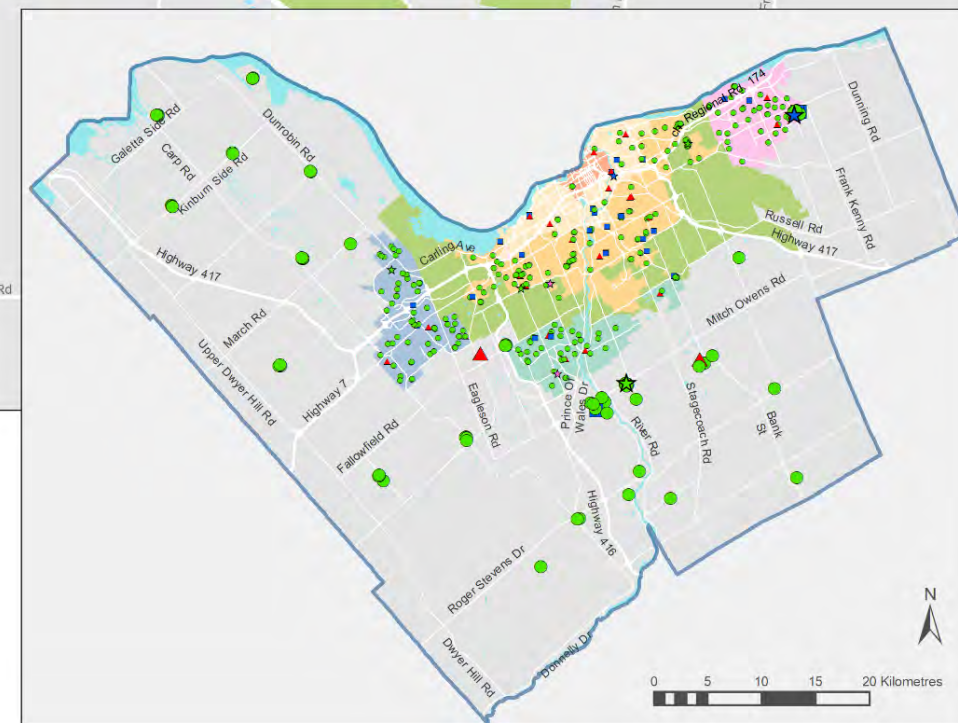 Regional Rd 174
Dunning Rd
Galetta Side Rd
Dunrobin Rd
Carp Rd
Kinburn Side Rd
Frank Kenny Rd
Russell Rd
Highway 417
Carling Ave
Highway 417
Rd
Mitch Owens Rd
March Rd
Upper Dwyer Hill Rd
Highway 7
Eagleson Rd
Prince Of
Wales Dr
River Rd
Stagecoach Rd
Bank
St
Fallowfield Rd
Highway 416
Roger Stevens Dr
Dwyer Hill Rd
Donnelly Dr
N
0 5 10 15 20 Kilometres